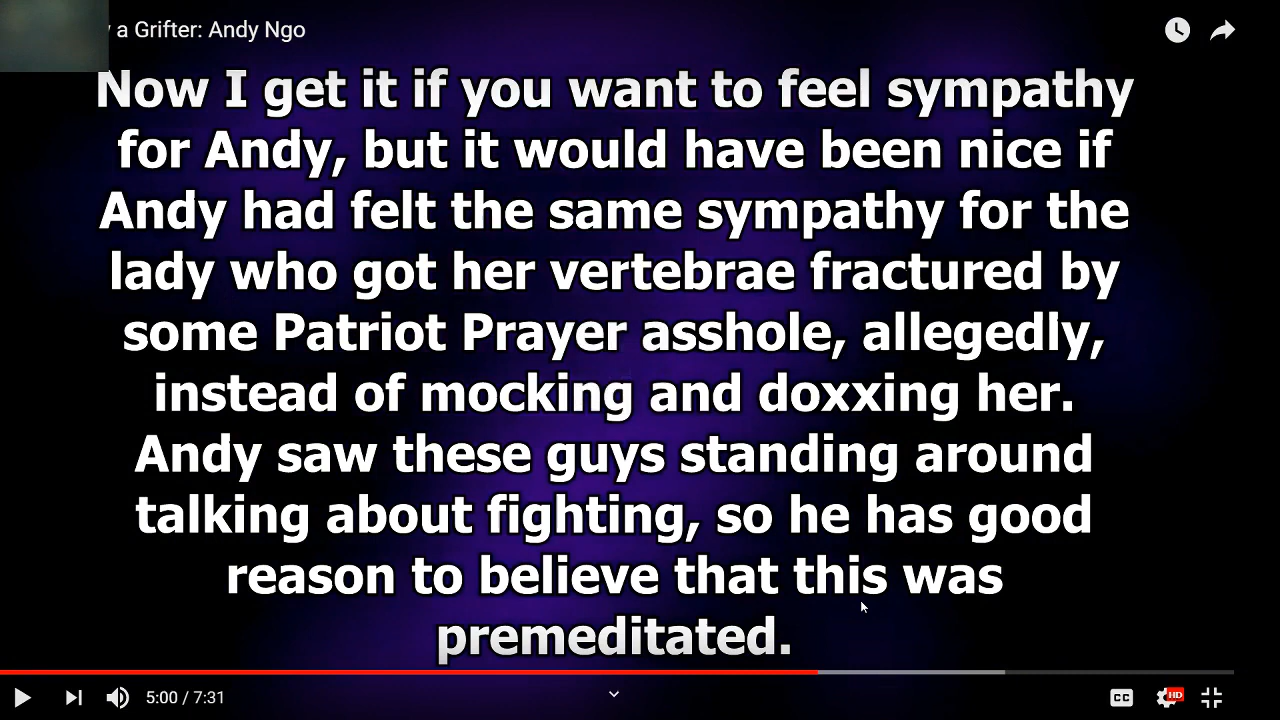 a Grifter: Andy Ngo
Now I get it if you want to feel sympathy
for Andy, but it would have been nice if
Andy had felt the same sympathy for the
lady who got her vertebrae fractured by
some Patriot Prayer asshole, allegedly,
instead of mocking and doxxing her.
Andy saw these guys standing around
talking about fighting, so he has good
reason to believe that this was
premeditated.
5:00 / 7:31
CC
HD